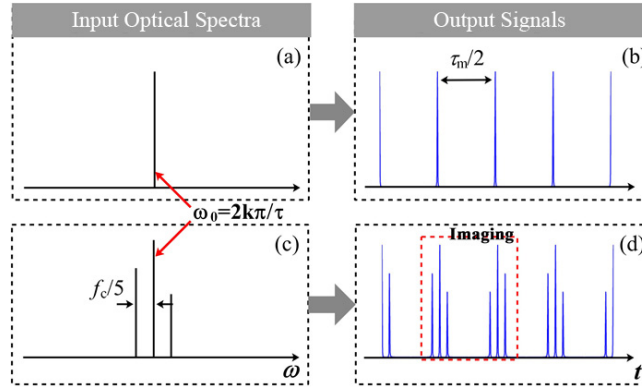 Input Optical Spectra
Output Signals
(a)
(b)
τm/2
ω0=2kπ/τ
(c)
(d)
Imaging
fc/5
ω
t